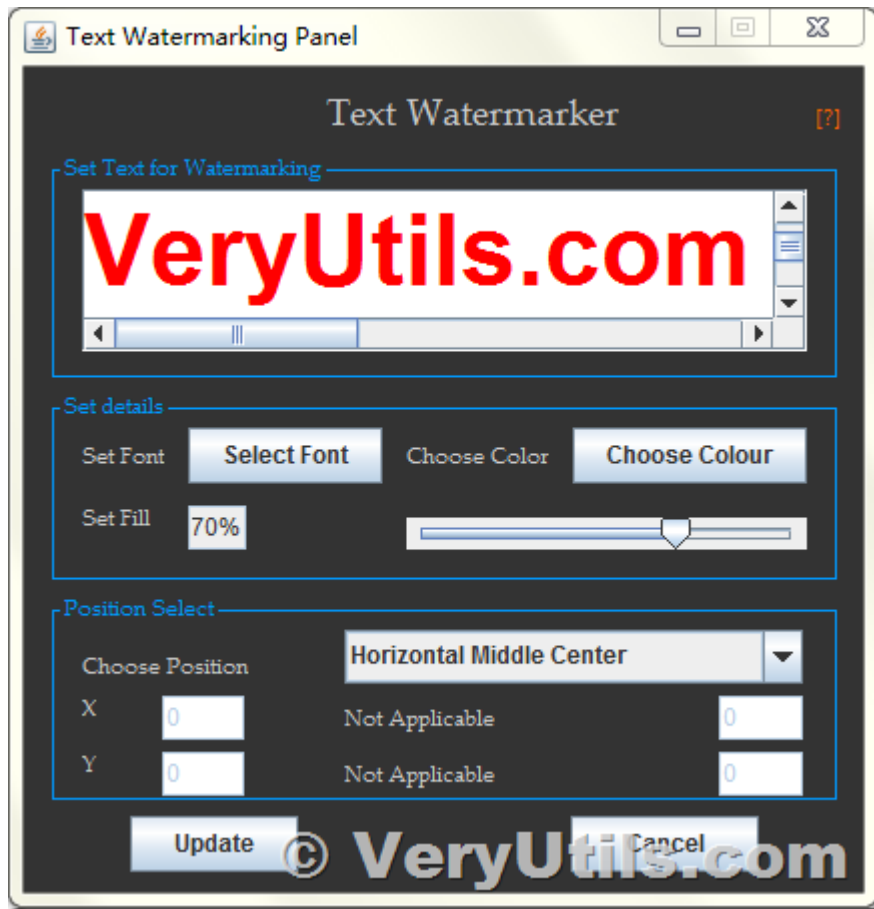 Text Watermarking Panel
Text Watermarker
[?]
Set Text for Watermarking
VeryUtils.com
Set details
Set Font Select Font Choose Color Choose Colour
Set Fill 70%
Position Select
Choose Position Horizontal Middle Center
X 0 Not Applicable 0
Y 0 Not Applicable 0
Update Cancel
© VeryUtils.com